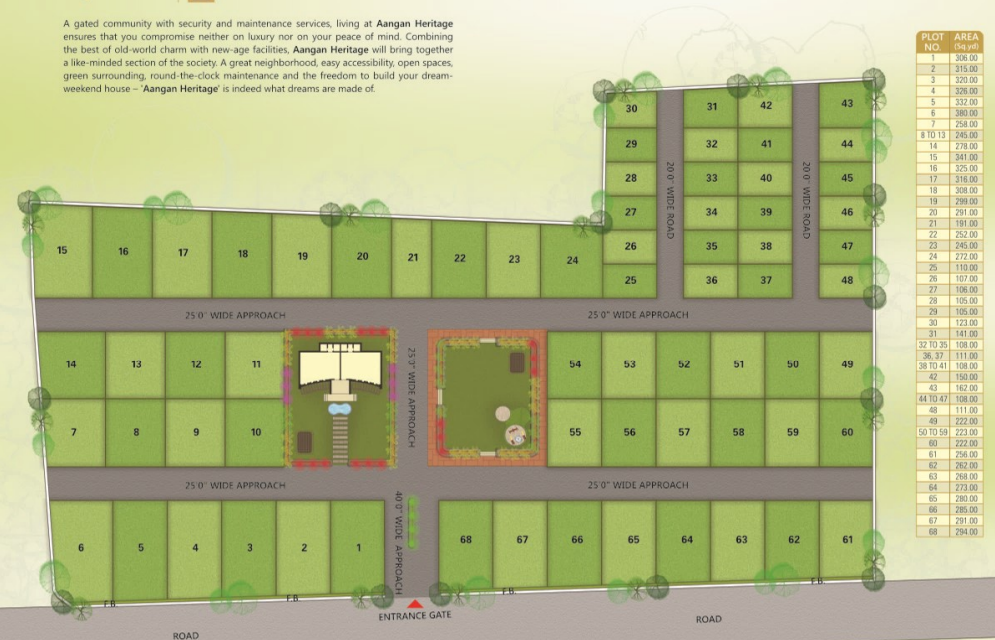 A gated community with security and maintenance services, living at Aangan Heritage
ensures that you compromise neither on luxury nor on your peace of mind. Combining
the best of old-world charm with new-age facilities, Aangan Heritage will bring together
a like-minded section of the society. A great neighborhood, easy accessibility, open spaces,
green surrounding, round-the-clock maintenance and the freedom to build your dream-
weekend house – 'Aangan Heritage' is indeed what dreams are made of.
30 31 42 43
29 32 41 44
28 33 40 45
27 34 39 46
26 35 38 47
25 36 37 48
20'0" WIDE ROAD
20'0" WIDE ROAD
15 16 17 18 19 20 21 22 23 24
25'0" WIDE APPROACH
25'0" WIDE APPROACH
14 13 12 11
54 53 52 51 50 49
25'0" WIDE APPROACH
7 8 9 10
55 56 57 58 59 60
25'0" WIDE APPROACH
25'0" WIDE APPROACH
40'0" WIDE APPROACH
6 5 4 3 2 1
68 67 66 65 64 63 62 61
F.B.
F.B.
F.B.
F.B.
ENTRANCE GATE
ROAD
ROAD
PLOT NO. AREA (Sq.yd)
1 306.00
2 315.00
3 320.00
4 326.00
5 332.00
6 380.00
7 258.00
8 TO 13 245.00
14 278.00
15 341.00
16 325.00
17 316.00
18 308.00
19 299.00
20 291.00
21 191.00
22 252.00
23 245.00
24 272.00
25 110.00
26 107.00
27 106.00
28 105.00
29 105.00
30 123.00
31 141.00
32 TO 35 108.00
36, 37 111.00
38 TO 41 108.00
42 150.00
43 162.00
44 TO 47 108.00
48 111.00
49 222.00
50 TO 59 223.00
60 222.00
61 256.00
62 262.00
63 268.00
64 273.00
65 280.00
66 285.00
67 291.00
68 294.00